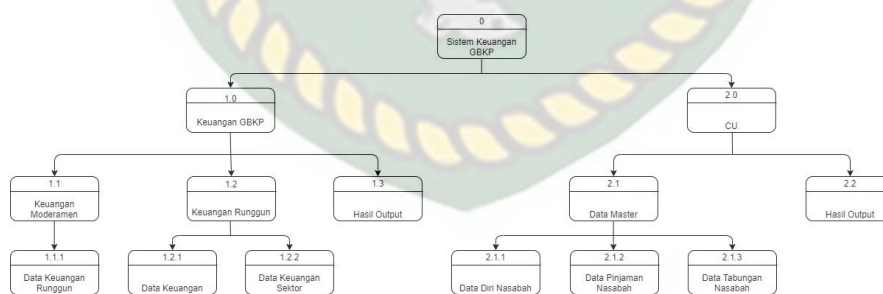 0
Sistem Keuangan
GBKP
1.0
Keuangan GBKP
2.0
CU
1.1
Keuangan
Moderamen
1.2
Keuangan Runggun
1.3
Hasil Output
2.1
Data Master
2.2
Hasil Output
1.1.1
Data Keuangan
Runggun
1.2.1
Data Keuangan
1.2.2
Data Keuangan
Sektor
2.1.1
Data Diri Nasabah
2.1.2
Data Pinjaman
Nasabah
2.1.3
Data Tabungan
Nasabah